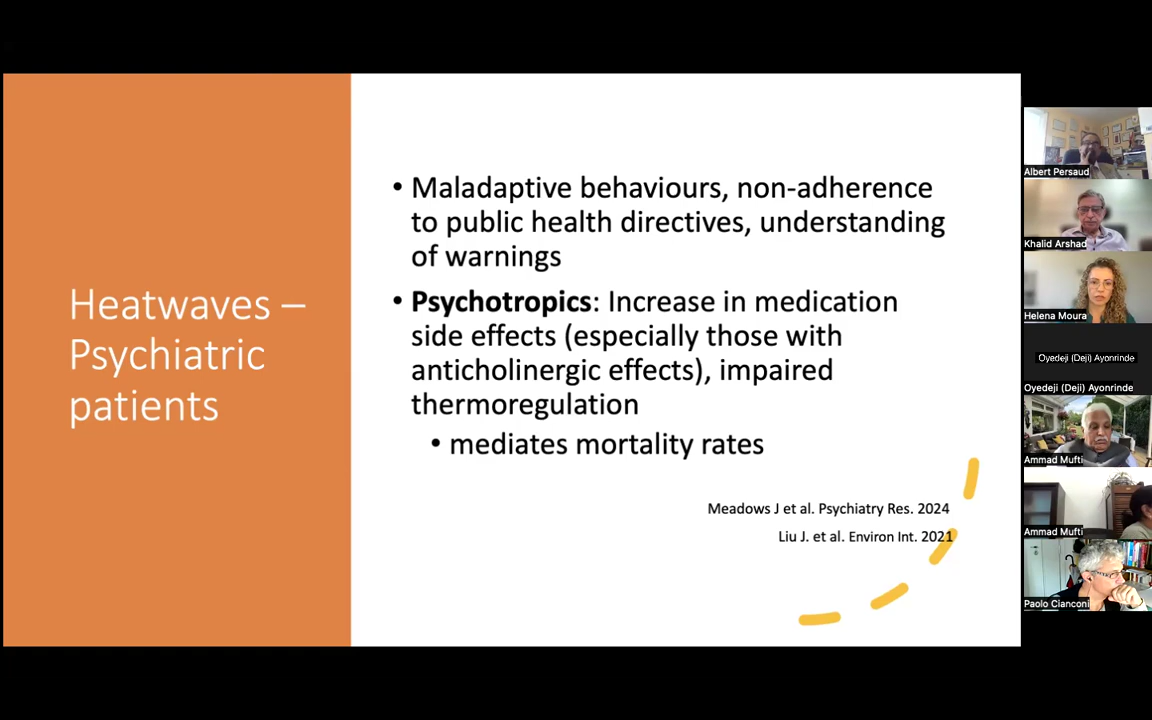 Heatwaves –
Psychiatric
patients
• Maladaptive behaviours, non-adherence
to public health directives, understanding
of warnings
• Psychotropics: Increase in medication
side effects (especially those with
anticholinergic effects), impaired
thermoregulation
• mediates mortality rates
Meadows J et al. Psychiatry Res. 2024
Liu J. et al. Environ Int. 2021
Albert Persaud
Khalid Arshad
Helena Moura
Oyedeji (Deji) Ayonrinde
Oyedeji (Deji) Ayonrinde
Ammad Mufti
Ammad Mufti
Paolo Cianconi